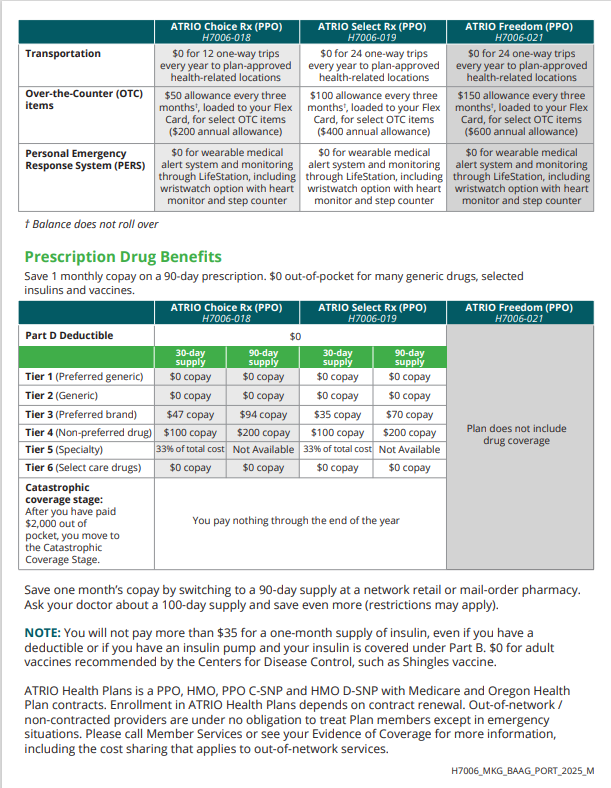 ATRIO Choice Rx (PPO) ATRIO Select Rx (PPO) ATRIO Freedom (PPO)
H7006-018 H7006-019 H7006-021
Transportation $0 for 12 one-way trips $0 for 24 one-way trips $0 for 24 one-way trips
every year to plan-approved every year to plan-approved every year to plan-approved
health-related locations health-related locations health-related locations
Over-the-Counter (OTC) $50 allowance every three $100 allowance every three $150 allowance every three
items months†, loaded to your Flex months†, loaded to your Flex months†, loaded to your Flex
Card, for select OTC items Card, for select OTC items Card, for select OTC items
($200 annual allowance) ($400 annual allowance) ($600 annual allowance)
Personal Emergency $0 for wearable medical $0 for wearable medical $0 for wearable medical
Response System (PERS) alert system and monitoring alert system and monitoring alert system and monitoring
through LifeStation, including through LifeStation, including through LifeStation, including
wristwatch option with heart wristwatch option with heart wristwatch option with heart
monitor and step counter monitor and step counter monitor and step counter
† Balance does not roll over
Prescription Drug Benefits
Save 1 monthly copay on a 90-day prescription. $0 out-of-pocket for many generic drugs, selected
insulins and vaccines.
ATRIO Choice Rx (PPO) ATRIO Select Rx (PPO) ATRIO Freedom (PPO)
H7006-018 H7006-019 H7006-021
Part D Deductible $0
30-day 90-day 30-day 90-day
supply supply supply supply
Tier 1 (Preferred generic) $0 copay $0 copay $0 copay $0 copay
Tier 2 (Generic) $0 copay $0 copay $0 copay $0 copay
Tier 3 (Preferred brand) $47 copay $94 copay $35 copay $70 copay
Tier 4 (Non-preferred drug) $100 copay $200 copay $100 copay $200 copay
Tier 5 (Specialty) 33% of total cost Not Available 33% of total cost Not Available
Tier 6 (Select care drugs) $0 copay $0 copay $0 copay $0 copay
Plan does not include
drug coverage
Catastrophic
coverage stage:
After you have paid
$2,000 out of
pocket, you move to
the Catastrophic
Coverage Stage.
You pay nothing through the end of the year
Save one month's copay by switching to a 90-day supply at a network retail or mail-order pharmacy.
Ask your doctor about a 100-day supply and save even more (restrictions may apply).
NOTE: You will not pay more than $35 for a one-month supply of insulin, even if you have a
deductible or if you have an insulin pump and your insulin is covered under Part B. $0 for adult
vaccines recommended by the Centers for Disease Control, such as Shingles vaccine.
ATRIO Health Plans is a PPO, HMO, PPO C-SNP and HMO D-SNP with Medicare and Oregon Health
Plan contracts. Enrollment in ATRIO Health Plans depends on contract renewal. Out-of-network /
non-contracted providers are under no obligation to treat Plan members except in emergency
situations. Please call Member Services or see your Evidence of Coverage for more information,
including the cost sharing that applies to out-of-network services.
H7006_MKG_BAAG_PORT_2025_M